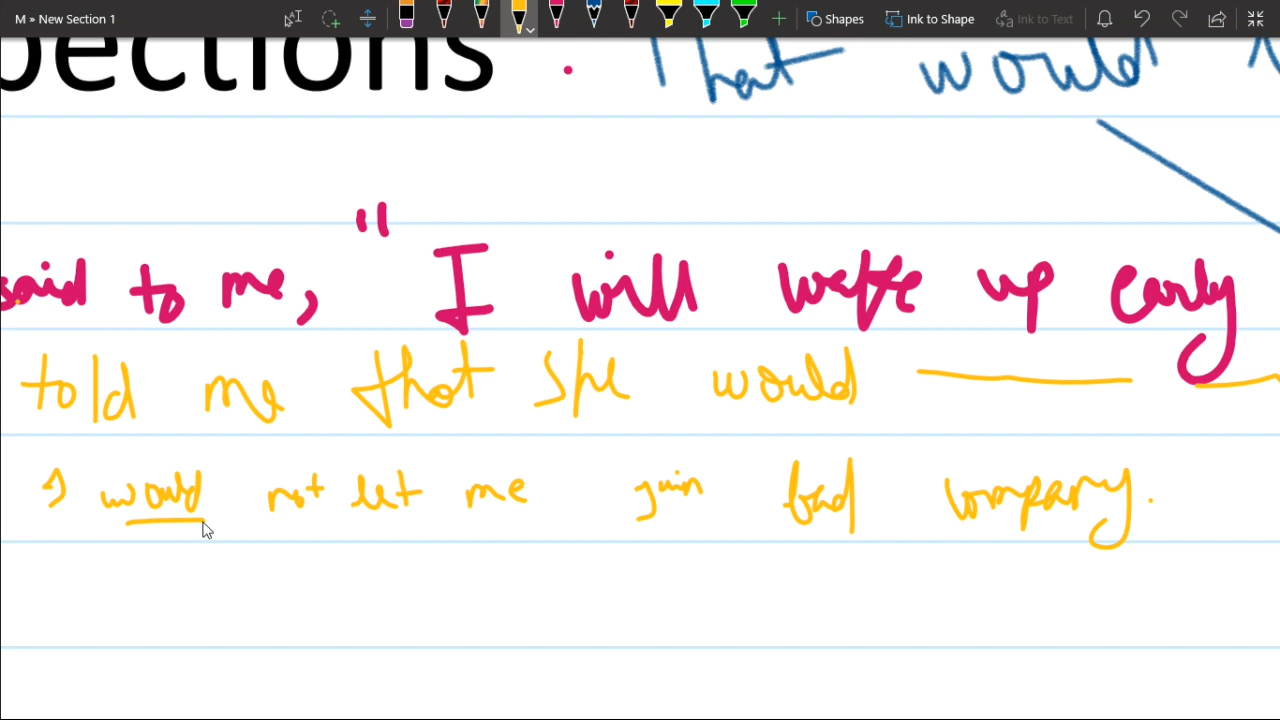 M » New Section 1 Shapes Ink to Shape Ink to Text
pections . That would
said to me, " I will wake up early
told me that she would
I would not let me join bad company.